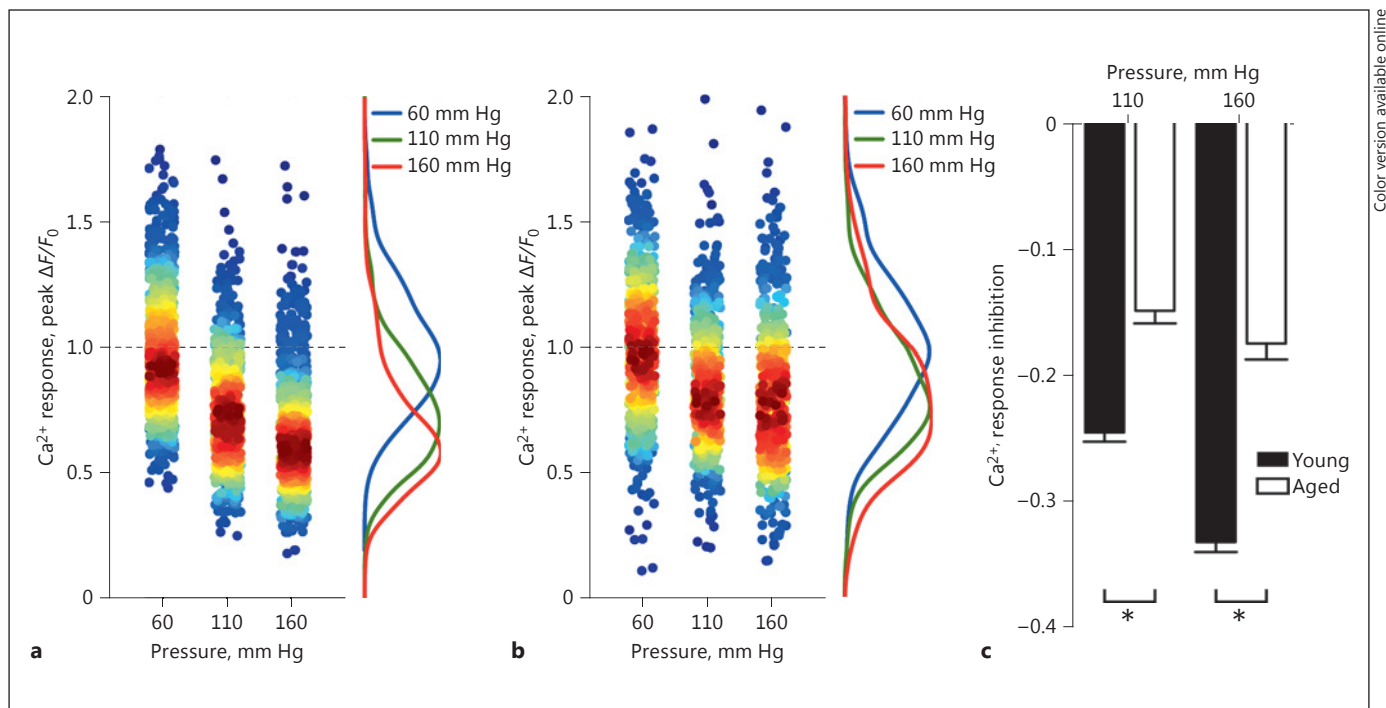 Color version available online
2.0
1.5
1.0
0.5
0
Ca²⁺ response, peak ΔF/F₀
60 110 160
Pressure, mm Hg
60 mm Hg
110 mm Hg
160 mm Hg
a
2.0
1.5
1.0
0.5
0
Ca²⁺ response, peak ΔF/F₀
60 110 160
Pressure, mm Hg
60 mm Hg
110 mm Hg
160 mm Hg
b
Pressure, mm Hg
110 160
0
–0.1
–0.2
–0.3
–0.4
Ca²⁺, response inhibition
Young
Aged
* *
c